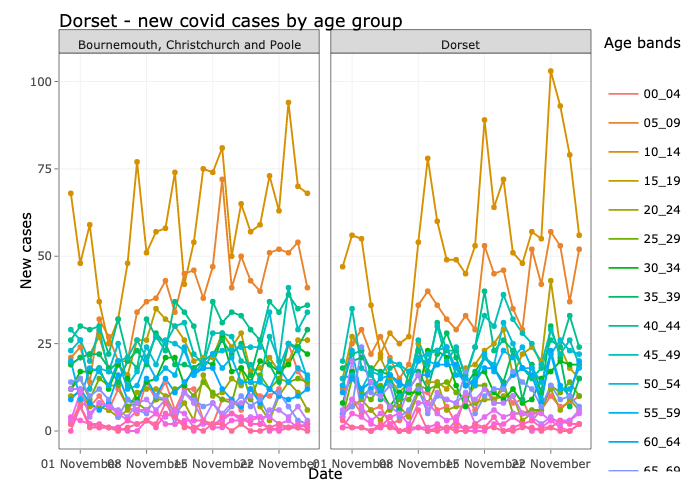 Dorset - new covid cases by age group
Bournemouth, Christchurch and Poole
Dorset
Age bands
00_04
05_09
10_14
15_19
20_24
25_29
30_34
35_39
40_44
45_49
50_54
55_59
60_64
65_69
New cases
100
75
50
25
0
01 November
08 November
15 November
22 November
01 November
08 November
15 November
22 November
Date